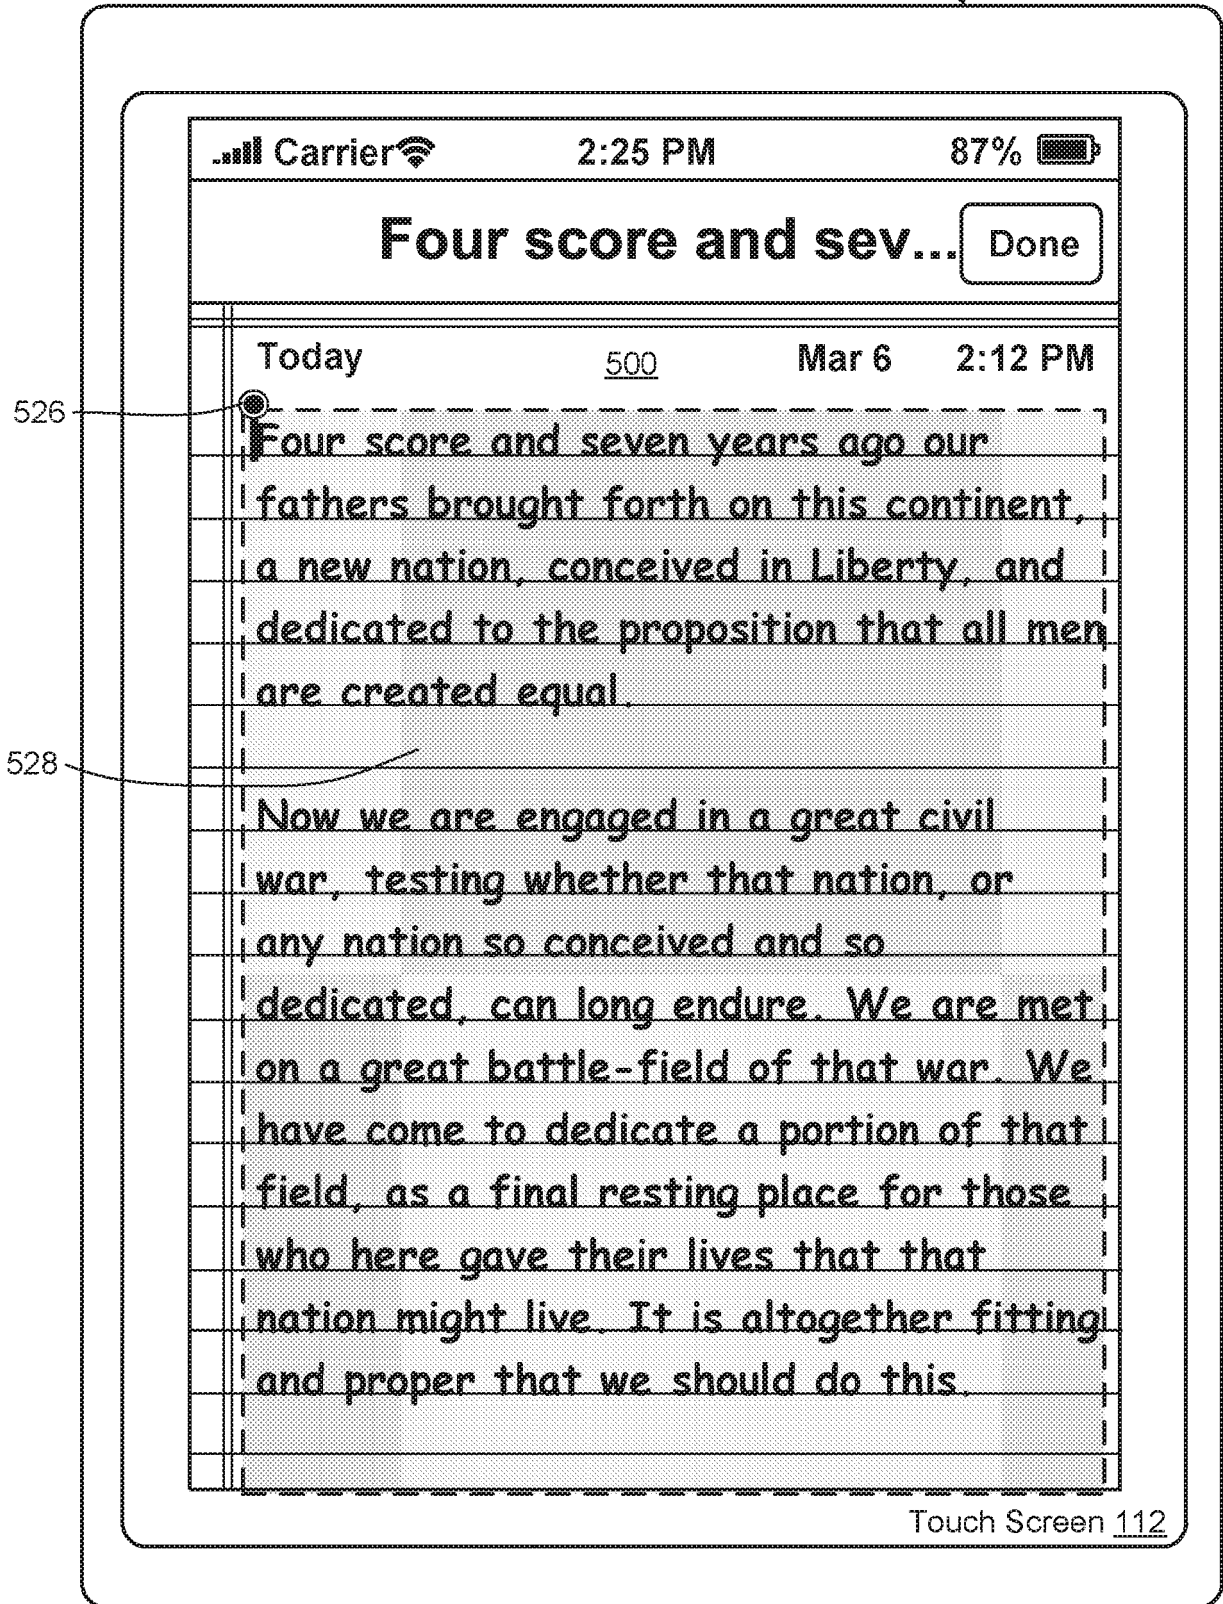 Carrier 2:25 PM 87%
Four score and sev... Done
Today 500 Mar 6 2:12 PM
526
Four score and seven years ago our
fathers brought forth on this continent,
a new nation, conceived in Liberty, and
dedicated to the proposition that all men
are created equal.
528
Now we are engaged in a great civil
war, testing whether that nation, or
any nation so conceived and so
dedicated, can long endure. We are met
on a great battle-field of that war. We
have come to dedicate a portion of that
field, as a final resting place for those
who here gave their lives that that
nation might live. It is altogether fitting
and proper that we should do this.
Touch Screen 112